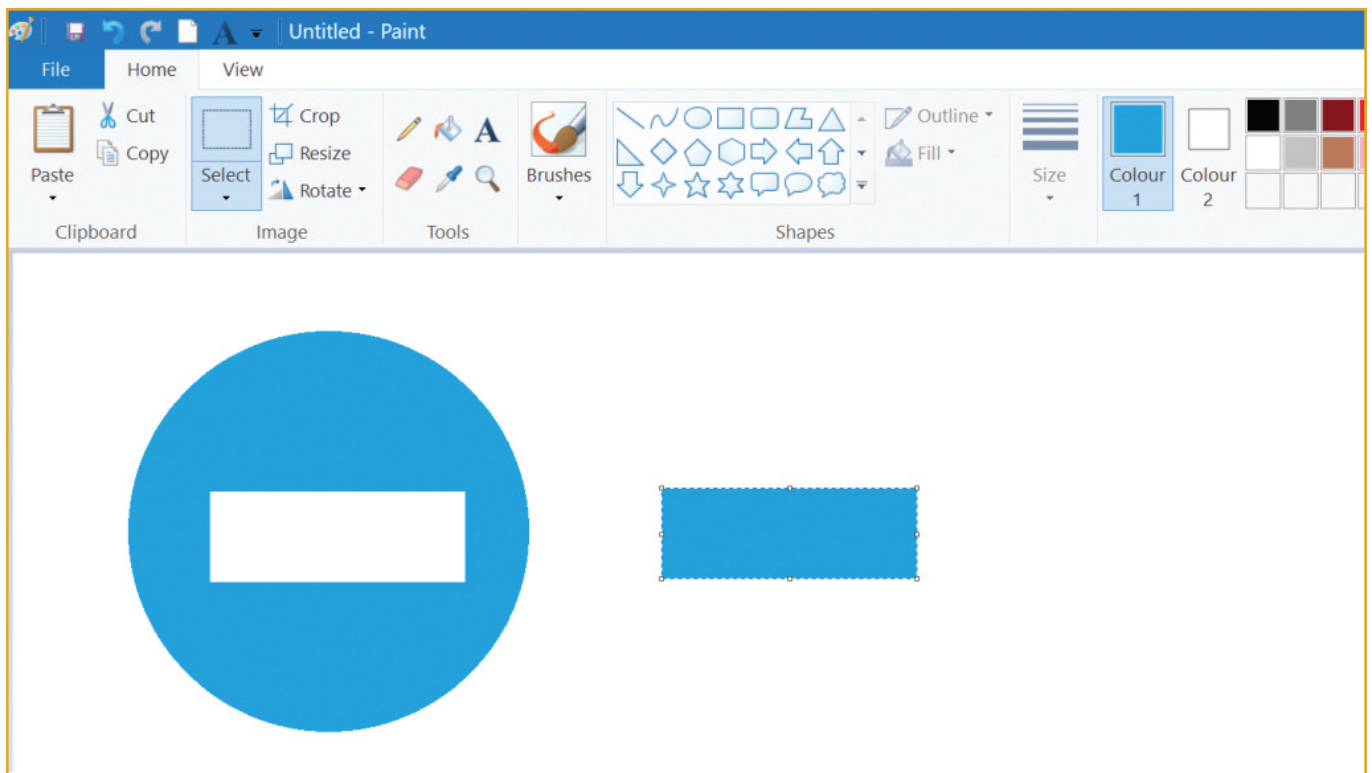 Untitled - Paint
File Home View
Cut
Copy
Paste
Clipboard
Select
Crop
Resize
Rotate
Image
A
Tools
Brushes
Outline
Fill
Shapes
Size
Colour 1
Colour 2